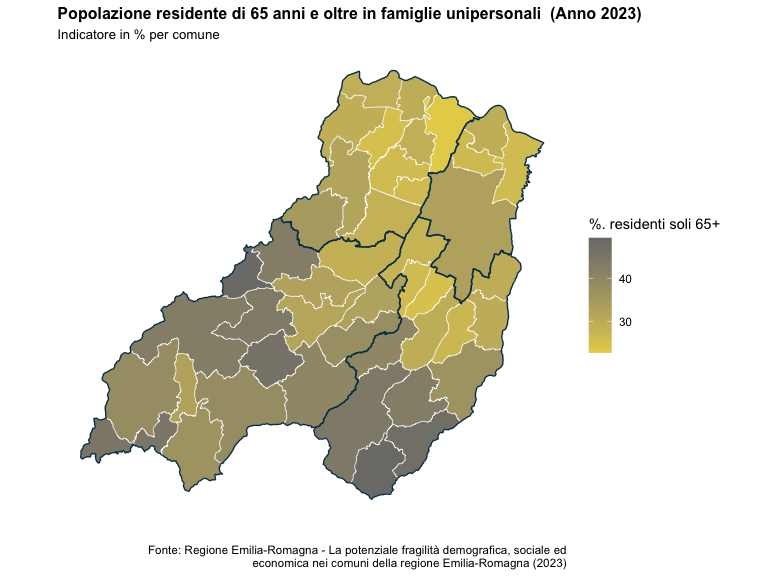 Popolazione residente di 65 anni e oltre in famiglie unipersonali  (Anno 2023)
Indicatore in % per comune
%. residenti soli 65+
40
30
Fonte: Regione Emilia-Romagna - La potenziale fragilità demografica, sociale ed
economica nei comuni della regione Emilia-Romagna (2023)